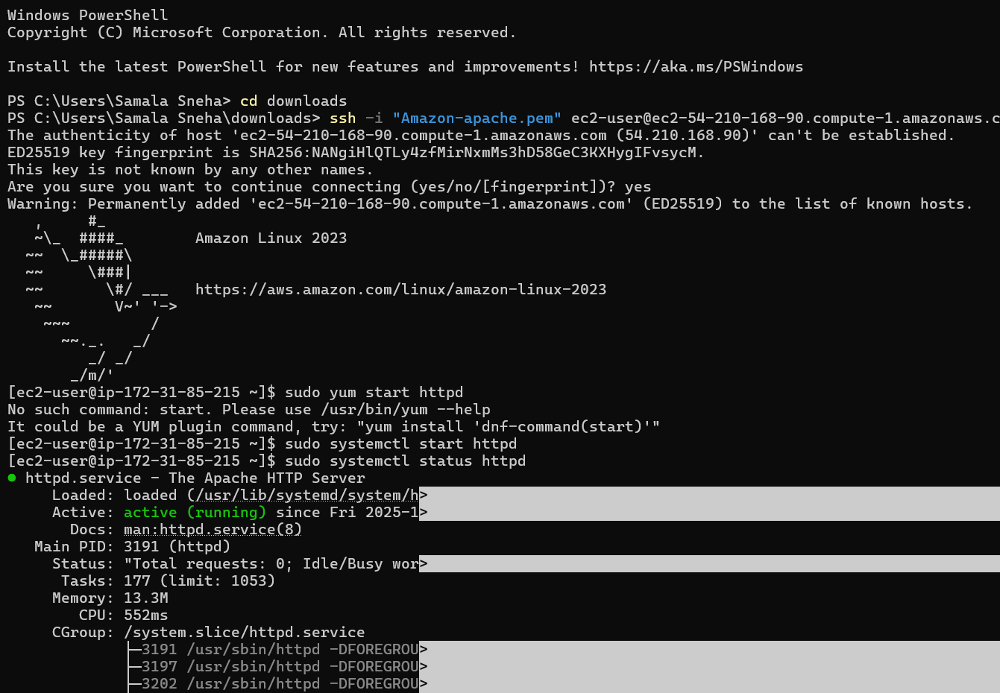 Windows PowerShell
Copyright (C) Microsoft Corporation. All rights reserved.
Install the latest PowerShell for new features and improvements! https://aka.ms/PSWindows
PS C:\Users\Samala Sneha> cd downloads
PS C:\Users\Samala Sneha\downloads> ssh -i "Amazon-apache.pem" ec2-user@ec2-54-210-168-90.compute-1.amazonaws.c
The authenticity of host 'ec2-54-210-168-90.compute-1.amazonaws.com (54.210.168.90)' can't be established.
ED25519 key fingerprint is SHA256:NANgiHlQTLy4zfMirNxmMs3hD58GeC3KXHygIFvsycM.
This key is not known by any other names.
Are you sure you want to continue connecting (yes/no/[fingerprint])? yes
Warning: Permanently added 'ec2-54-210-168-90.compute-1.amazonaws.com' (ED25519) to the list of known hosts.
   ,     #_
   ~\_  ####_        Amazon Linux 2023
  ~~  \_#####\
  ~~     \###|
  ~~       \#/ ___   https://aws.amazon.com/linux/amazon-linux-2023
   ~~       V~' '->
    ~~~         /
      ~~._.   _/
         _/ _/
       _/m/'
[ec2-user@ip-172-31-85-215 ~]$ sudo yum start httpd
No such command: start. Please use /usr/bin/yum --help
It could be a YUM plugin command, try: "yum install 'dnf-command(start)'"
[ec2-user@ip-172-31-85-215 ~]$ sudo systemctl start httpd
[ec2-user@ip-172-31-85-215 ~]$ sudo systemctl status httpd
● httpd.service - The Apache HTTP Server
     Loaded: loaded (/usr/lib/systemd/system/h>
     Active: active (running) since Fri 2025-1>
       Docs: man:httpd.service(8)
   Main PID: 3191 (httpd)
     Status: "Total requests: 0; Idle/Busy wor>
      Tasks: 177 (limit: 1053)
     Memory: 13.3M
        CPU: 552ms
     CGroup: /system.slice/httpd.service
             ├─3191 /usr/sbin/httpd -DFOREGROU>
             ├─3197 /usr/sbin/httpd -DFOREGROU>
             ├─3202 /usr/sbin/httpd -DFOREGROU>